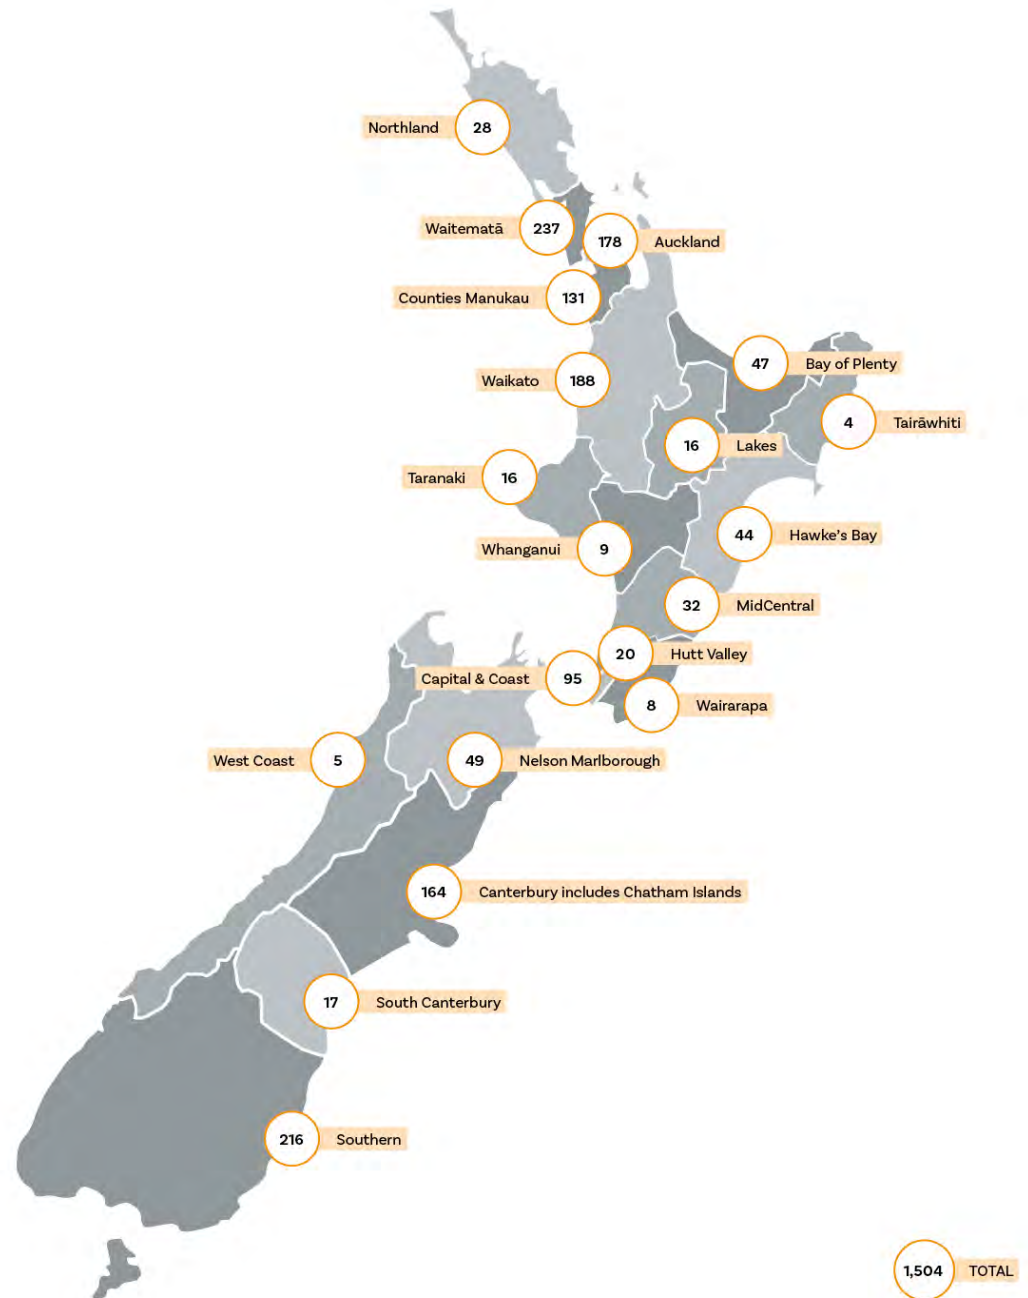 Northland 28
Waitematā 237
178 Auckland
Counties Manukau 131
47 Bay of Plenty
Waikato 188
4 Tairāwhiti
16 Lakes
Taranaki 16
44 Hawke's Bay
Whanganui 9
32 MidCentral
20 Hutt Valley
Capital & Coast 95
8 Wairarapa
West Coast 5
49 Nelson Marlborough
164 Canterbury includes Chatham Islands
17 South Canterbury
216 Southern
1,504 TOTAL